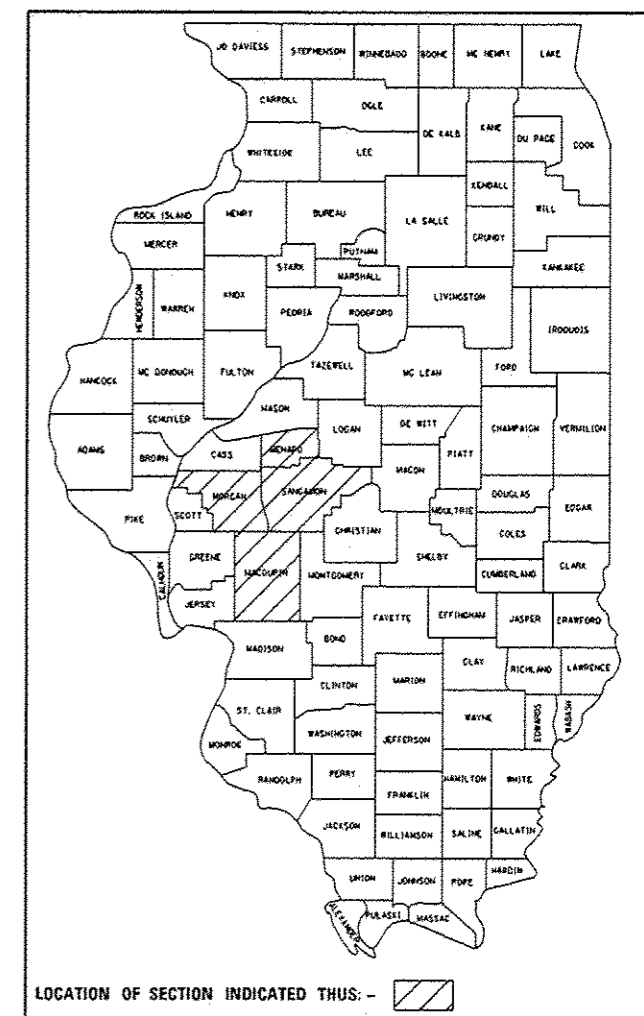 JO DAVIESS STEPHENSON WINNEBAGO BOONE MC HENRY LAKE
CARROLL OGLE DE KALB KANE DU PAGE COOK
WHITESIDE LEE KENDALL WILL
ROCK ISLAND HENRY BUREAU LA SALLE GRUNDY
MERCER PUTNAM KANKAKEE
STARK MARSHALL
HENDERSON WARREN KNOX PEORIA WOODFORD LIVINGSTON IROQUOIS
HANCOCK MC DONOUGH FULTON TAZEWELL MC LEAN FORD
SCHUYLER MASON LOGAN DE WITT CHAMPAIGN VERMILION
ADAMS BROWN CASS MENARD MACON PIATT
PIKE SCOTT MORGAN SANGAMON MOULTRIE DOUGLAS EDGAR
CHRISTIAN COLES
CALHOUN GREENE MACOUPIN MONTGOMERY SHELBY CUMBERLAND CLARK
JERSEY FAYETTE EFFINGHAM JASPER CRAWFORD
MADISON BOND CLAY RICHLAND LAWRENCE
CLINTON MARION
ST. CLAIR WASHINGTON JEFFERSON WAYNE EDWARDS WABASH
MONROE
RANDOLPH PERRY HAMILTON WHITE
FRANKLIN
JACKSON WILLIAMSON SALINE GALLATIN
UNION JOHNSON POPE HARDIN
ALEXANDER PULASKI MASSAC
LOCATION OF SECTION INDICATED THUS: -